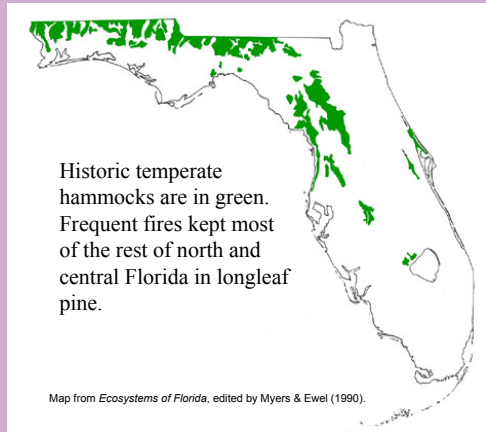 Historic temperate
hammocks are in green.
Frequent fires kept most
of the rest of north and
central Florida in longleaf
pine.
Map from Ecosystems of Florida, edited by Myers & Ewel (1990).